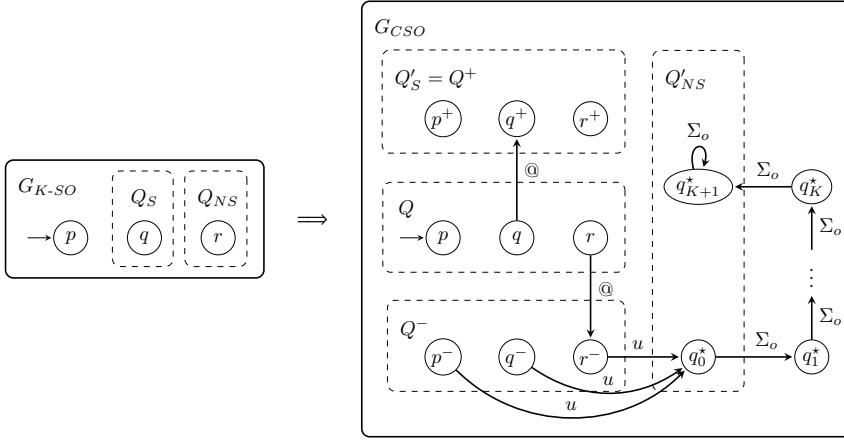 G_{K-SO}
Q_S
Q_{NS}
p
q
r
⟹
G_{CSO}
Q'_S = Q^+
p^+
q^+
r^+
@
Q
p
q
r
@
Q^-
p^-
q^-
r^-
u
u
u
Q'_{NS}
Σ_o
q^⋆_{K+1}
Σ_o
q^⋆_K
Σ_o
⋮
Σ_o
q^⋆_0
Σ_o
q^⋆_1